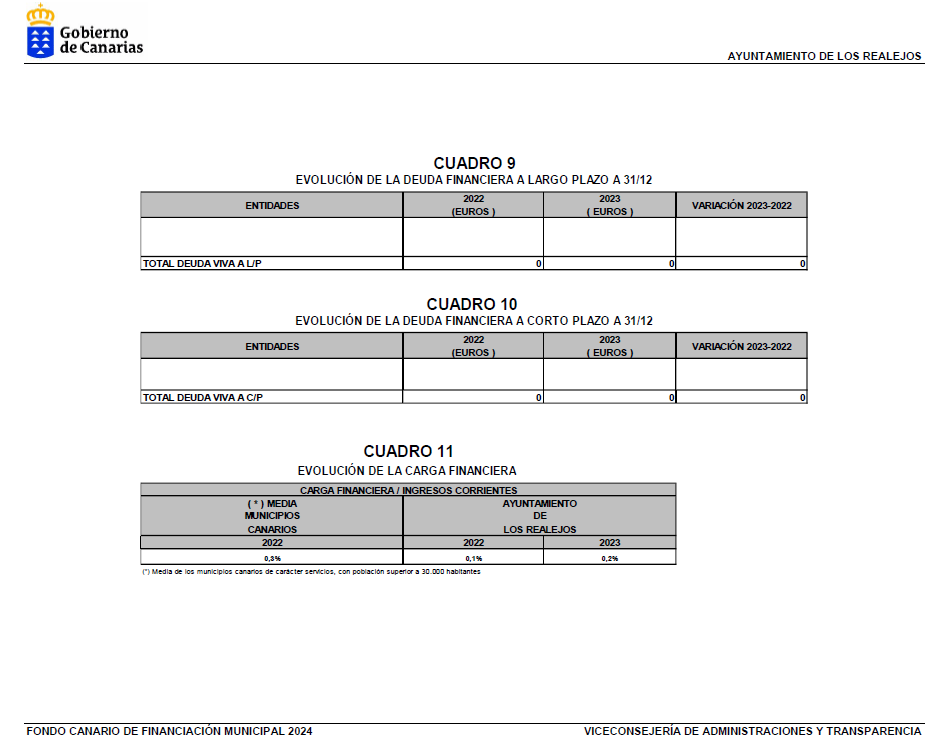 Gobierno
de Canarias
AYUNTAMIENTO DE LOS REALEJOS
CUADRO 9
EVOLUCIÓN DE LA DEUDA FINANCIERA A LARGO PLAZO A 31/12
ENTIDADES
2022
(EUROS )
2023
( EUROS )
VARIACIÓN 2023-2022
TOTAL DEUDA VIVA A L/P 0 0 0
CUADRO 10
EVOLUCIÓN DE LA DEUDA FINANCIERA A CORTO PLAZO A 31/12
ENTIDADES
2022
(EUROS )
2023
( EUROS )
VARIACIÓN 2023-2022
TOTAL DEUDA VIVA A C/P 0 0 0
CUADRO 11
EVOLUCIÓN DE LA CARGA FINANCIERA
CARGA FINANCIERA / INGRESOS CORRIENTES
( * ) MEDIA
MUNICIPIOS
CANARIOS
AYUNTAMIENTO
DE
LOS REALEJOS
2022 2022 2023
0,3% 0,1% 0,2%
(*) Media de los municipios canarios de carácter servicios, con población superior a 30.000 habitantes
FONDO CANARIO DE FINANCIACIÓN MUNICIPAL 2024
VICECONSEJERÍA DE ADMINISTRACIONES Y TRANSPARENCIA